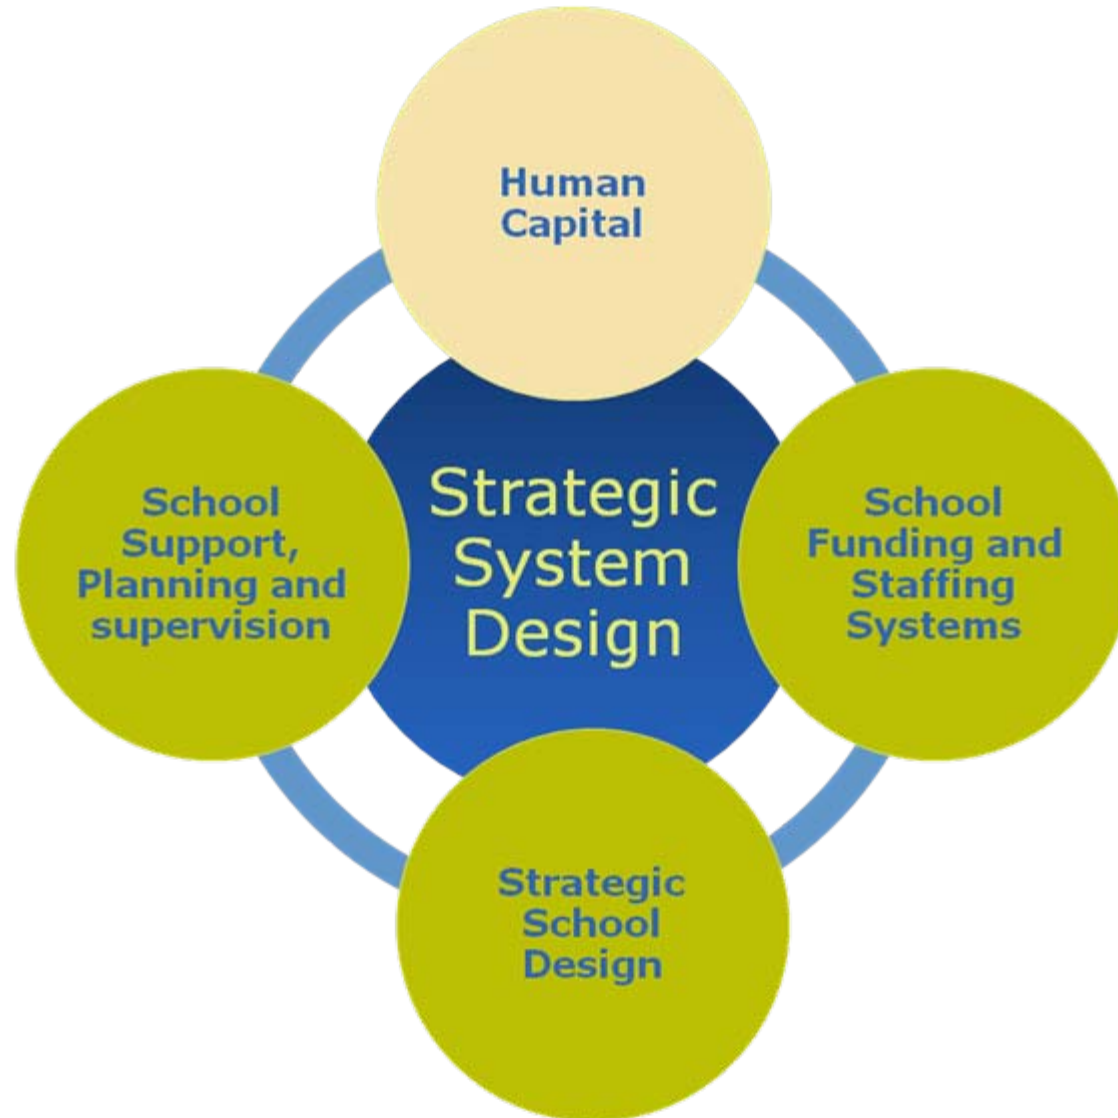 Human
Capital
School
Support,
Planning and
supervision
Strategic
System
Design
School
Funding and
Staffing
Systems
Strategic
School
Design